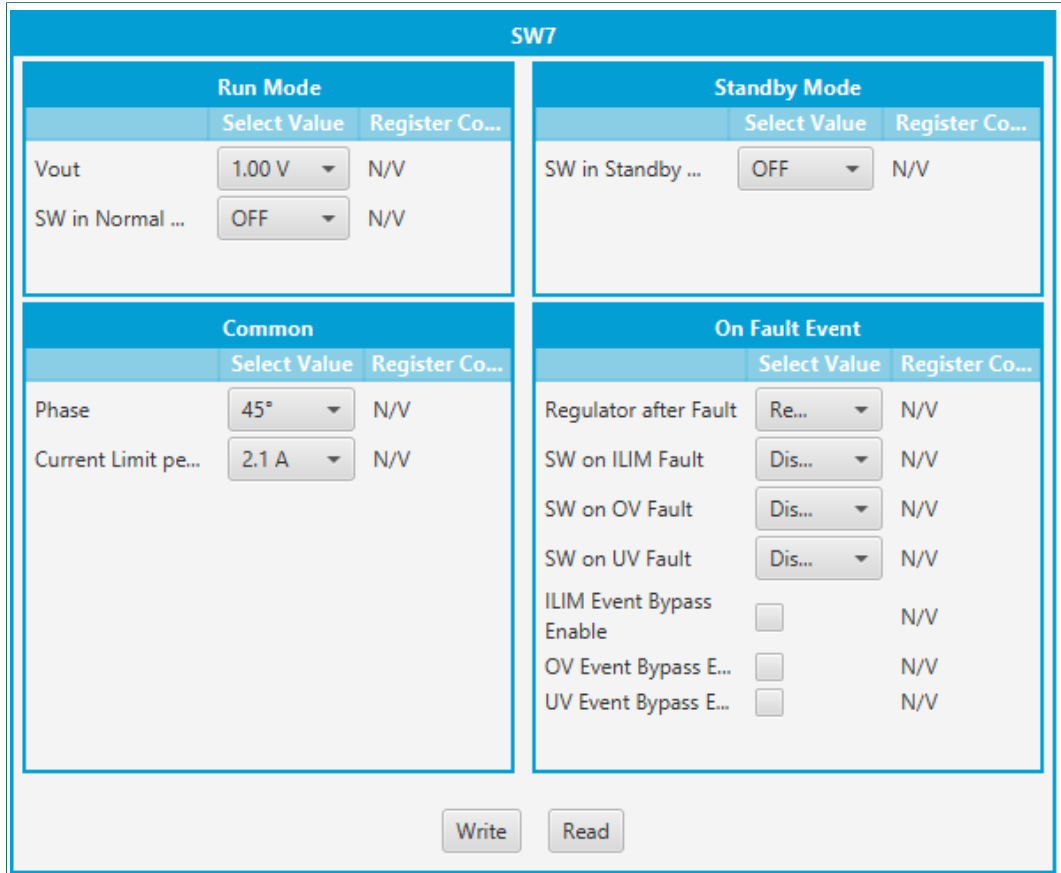 SW7
Run Mode
Select Value Register Co...
Vout 1.00 V N/V
SW in Normal ... OFF N/V
Standby Mode
Select Value Register Co...
SW in Standby ... OFF N/V
Common
Select Value Register Co...
Phase 45° N/V
Current Limit pe... 2.1 A N/V
On Fault Event
Select Value Register Co...
Regulator after Fault Re... N/V
SW on ILIM Fault Dis... N/V
SW on OV Fault Dis... N/V
SW on UV Fault Dis... N/V
ILIM Event Bypass
Enable N/V
OV Event Bypass E... N/V
UV Event Bypass E... N/V
Write Read